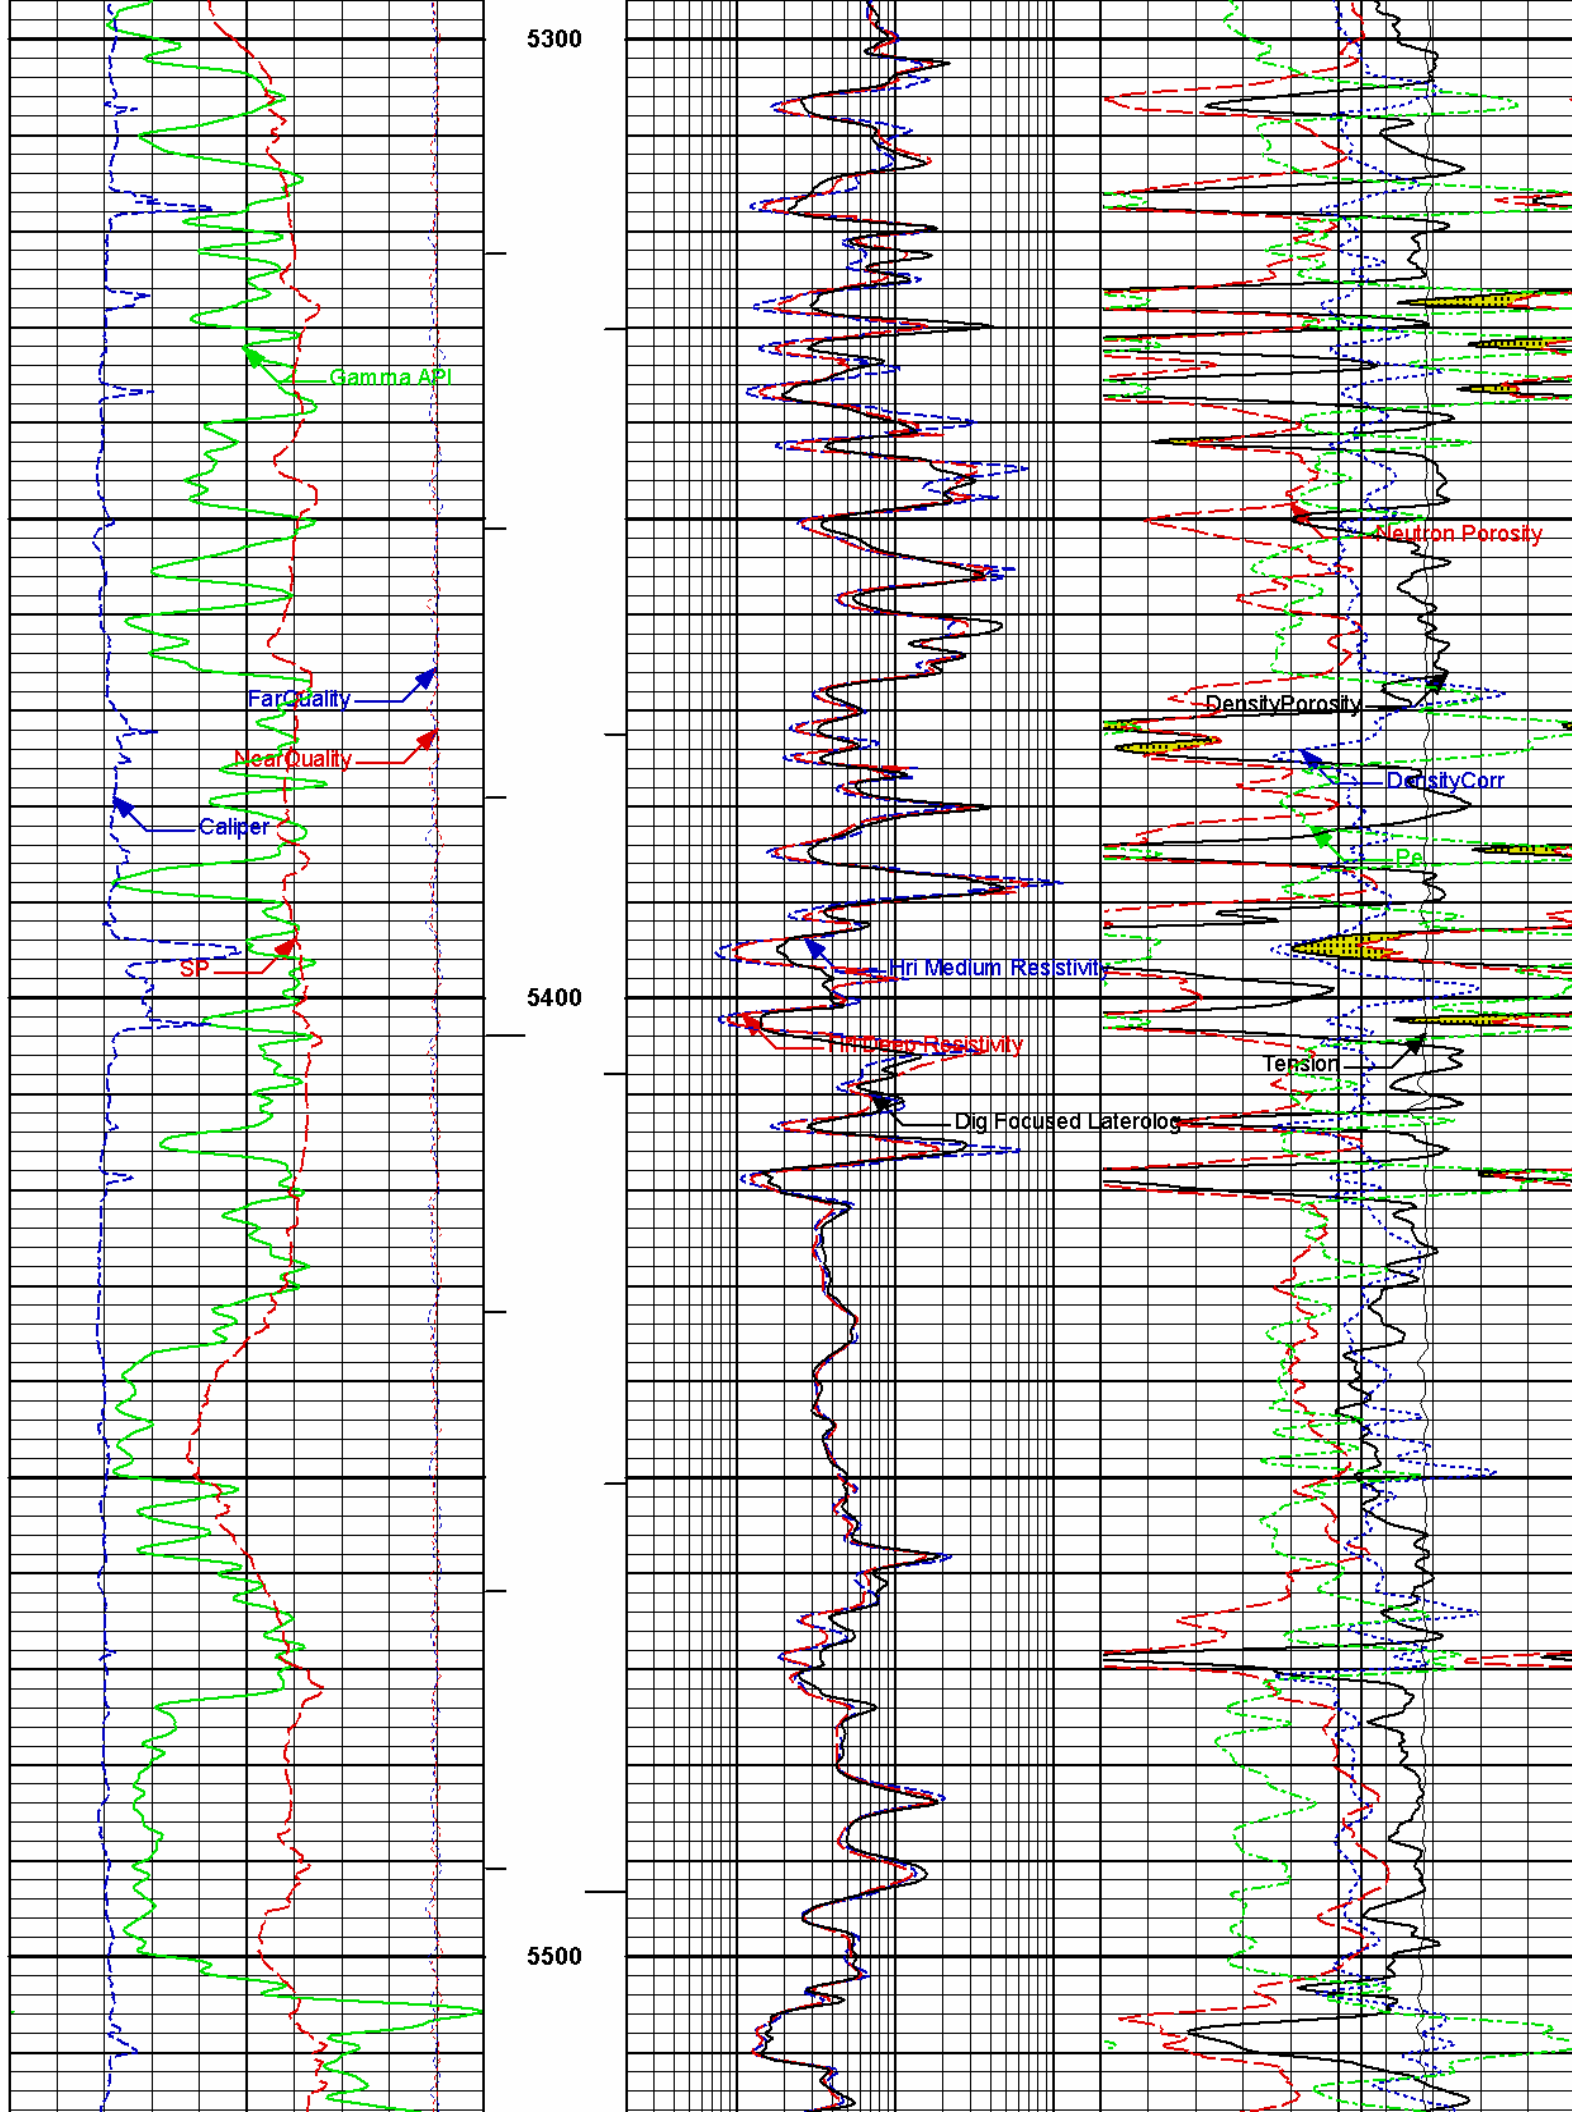 5300
Gamma API
Neutron Porosity
FarQuality
DensityPorosity
NearQuality
DensityCorr
Caliper
Pe
SP
Hri Medium Resistivity
5400
Hri Deep Resistivity
Tension
Dig Focused Laterolog
5500